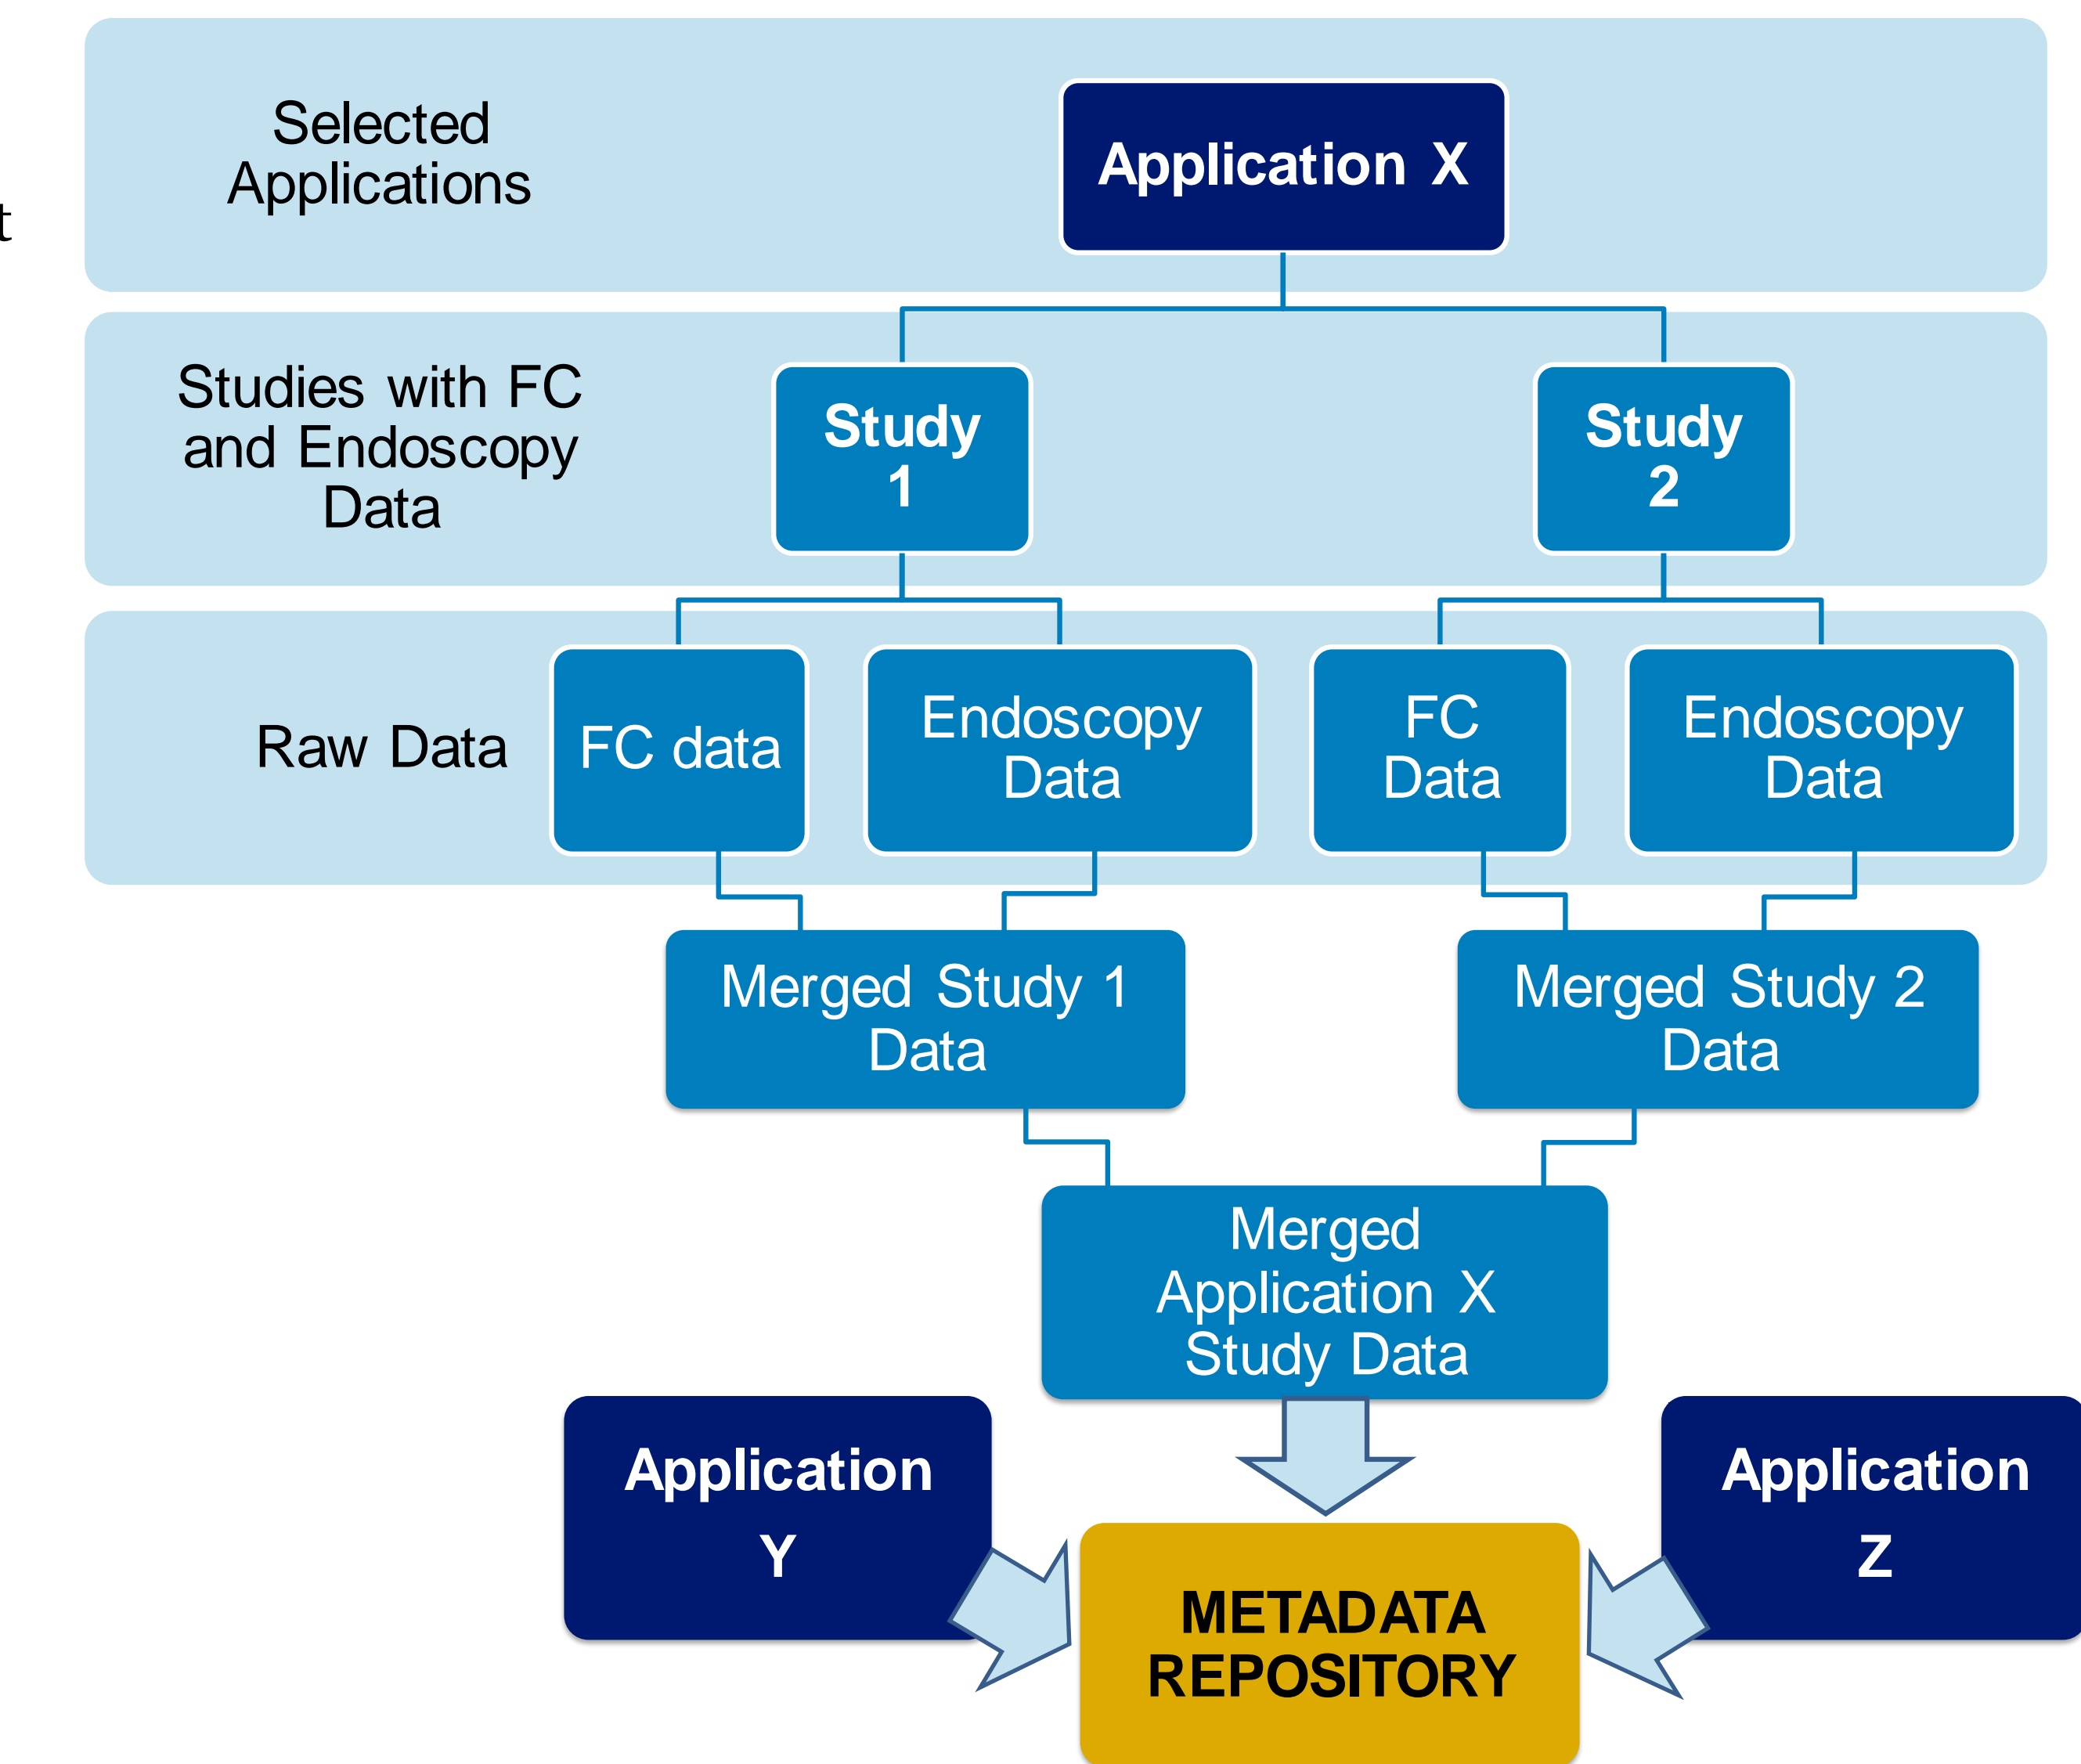 Selected
Applications
Application X
t
Studies with FC
and Endoscopy
Data
Study
1
Study
2
Raw Data
FC data
Endoscopy
Data
FC
Data
Endoscopy
Data
Merged Study 1
Data
Merged Study 2
Data
Merged
Application X
Study Data
Application
Y
Application
Z
METADATA
REPOSITORY